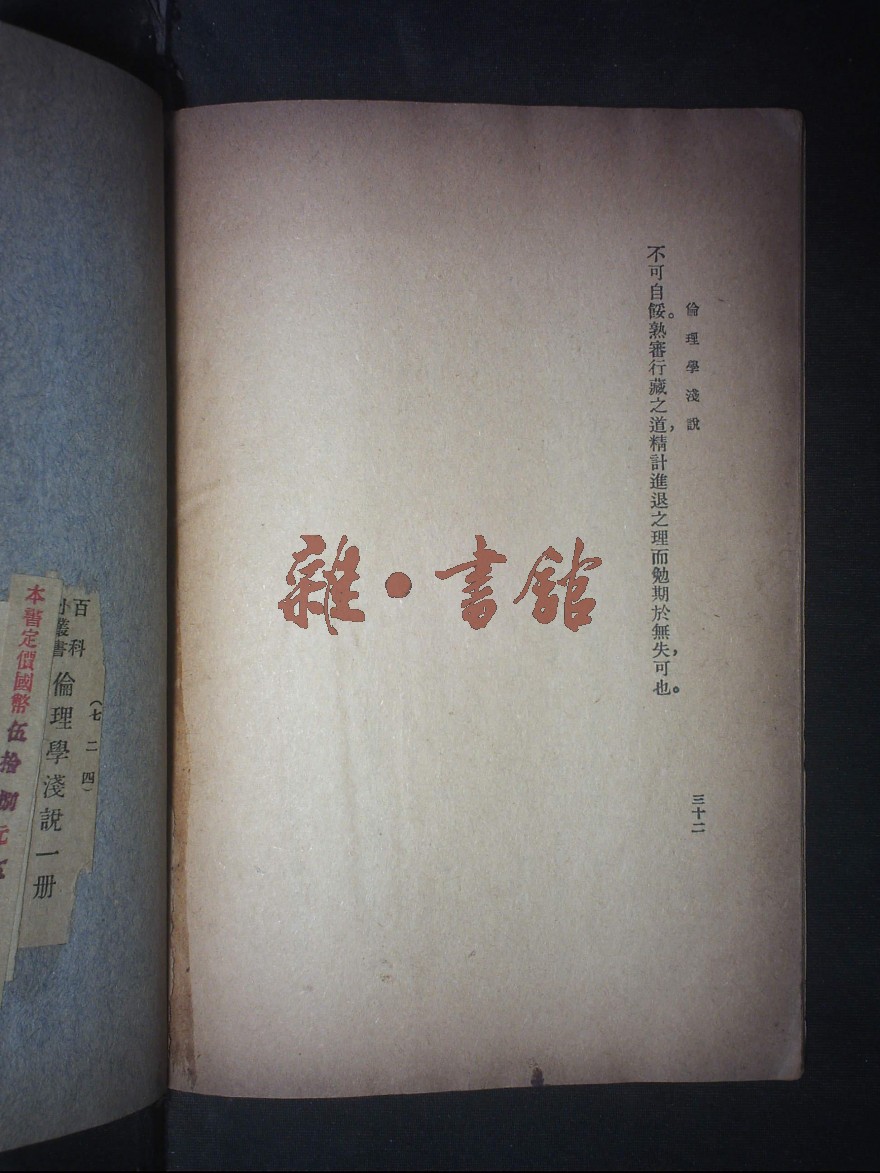 倫理學淺說
不可自餒。熟審行藏之道，精計進退之理而勉期於無失，可也。
三十二
雜•書館
百科
小叢書
倫理學淺說一册
（七二四）
本書暫定價國幣伍拾捌元